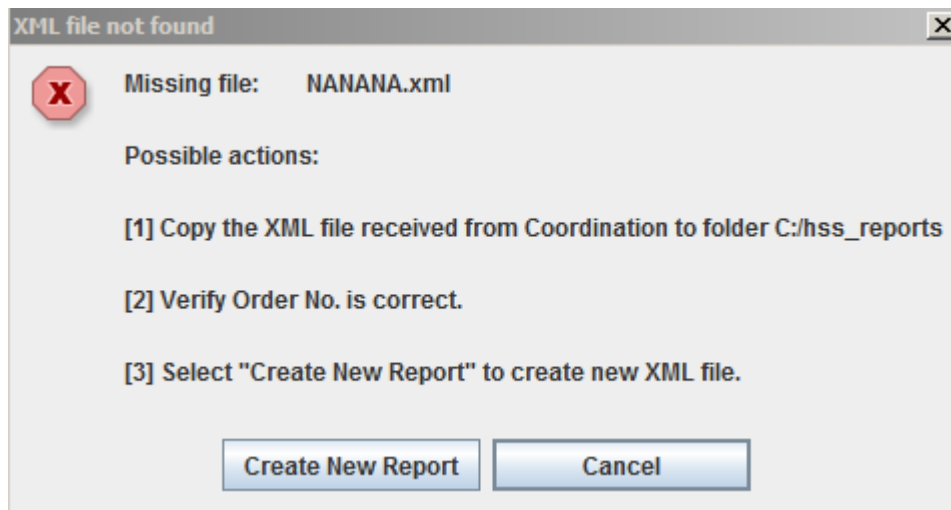 XML file not found
Missing file: NANANA.xml
Possible actions:
[1] Copy the XML file received from Coordination to folder C:/hss_reports
[2] Verify Order No. is correct.
[3] Select "Create New Report" to create new XML file.
Create New Report Cancel